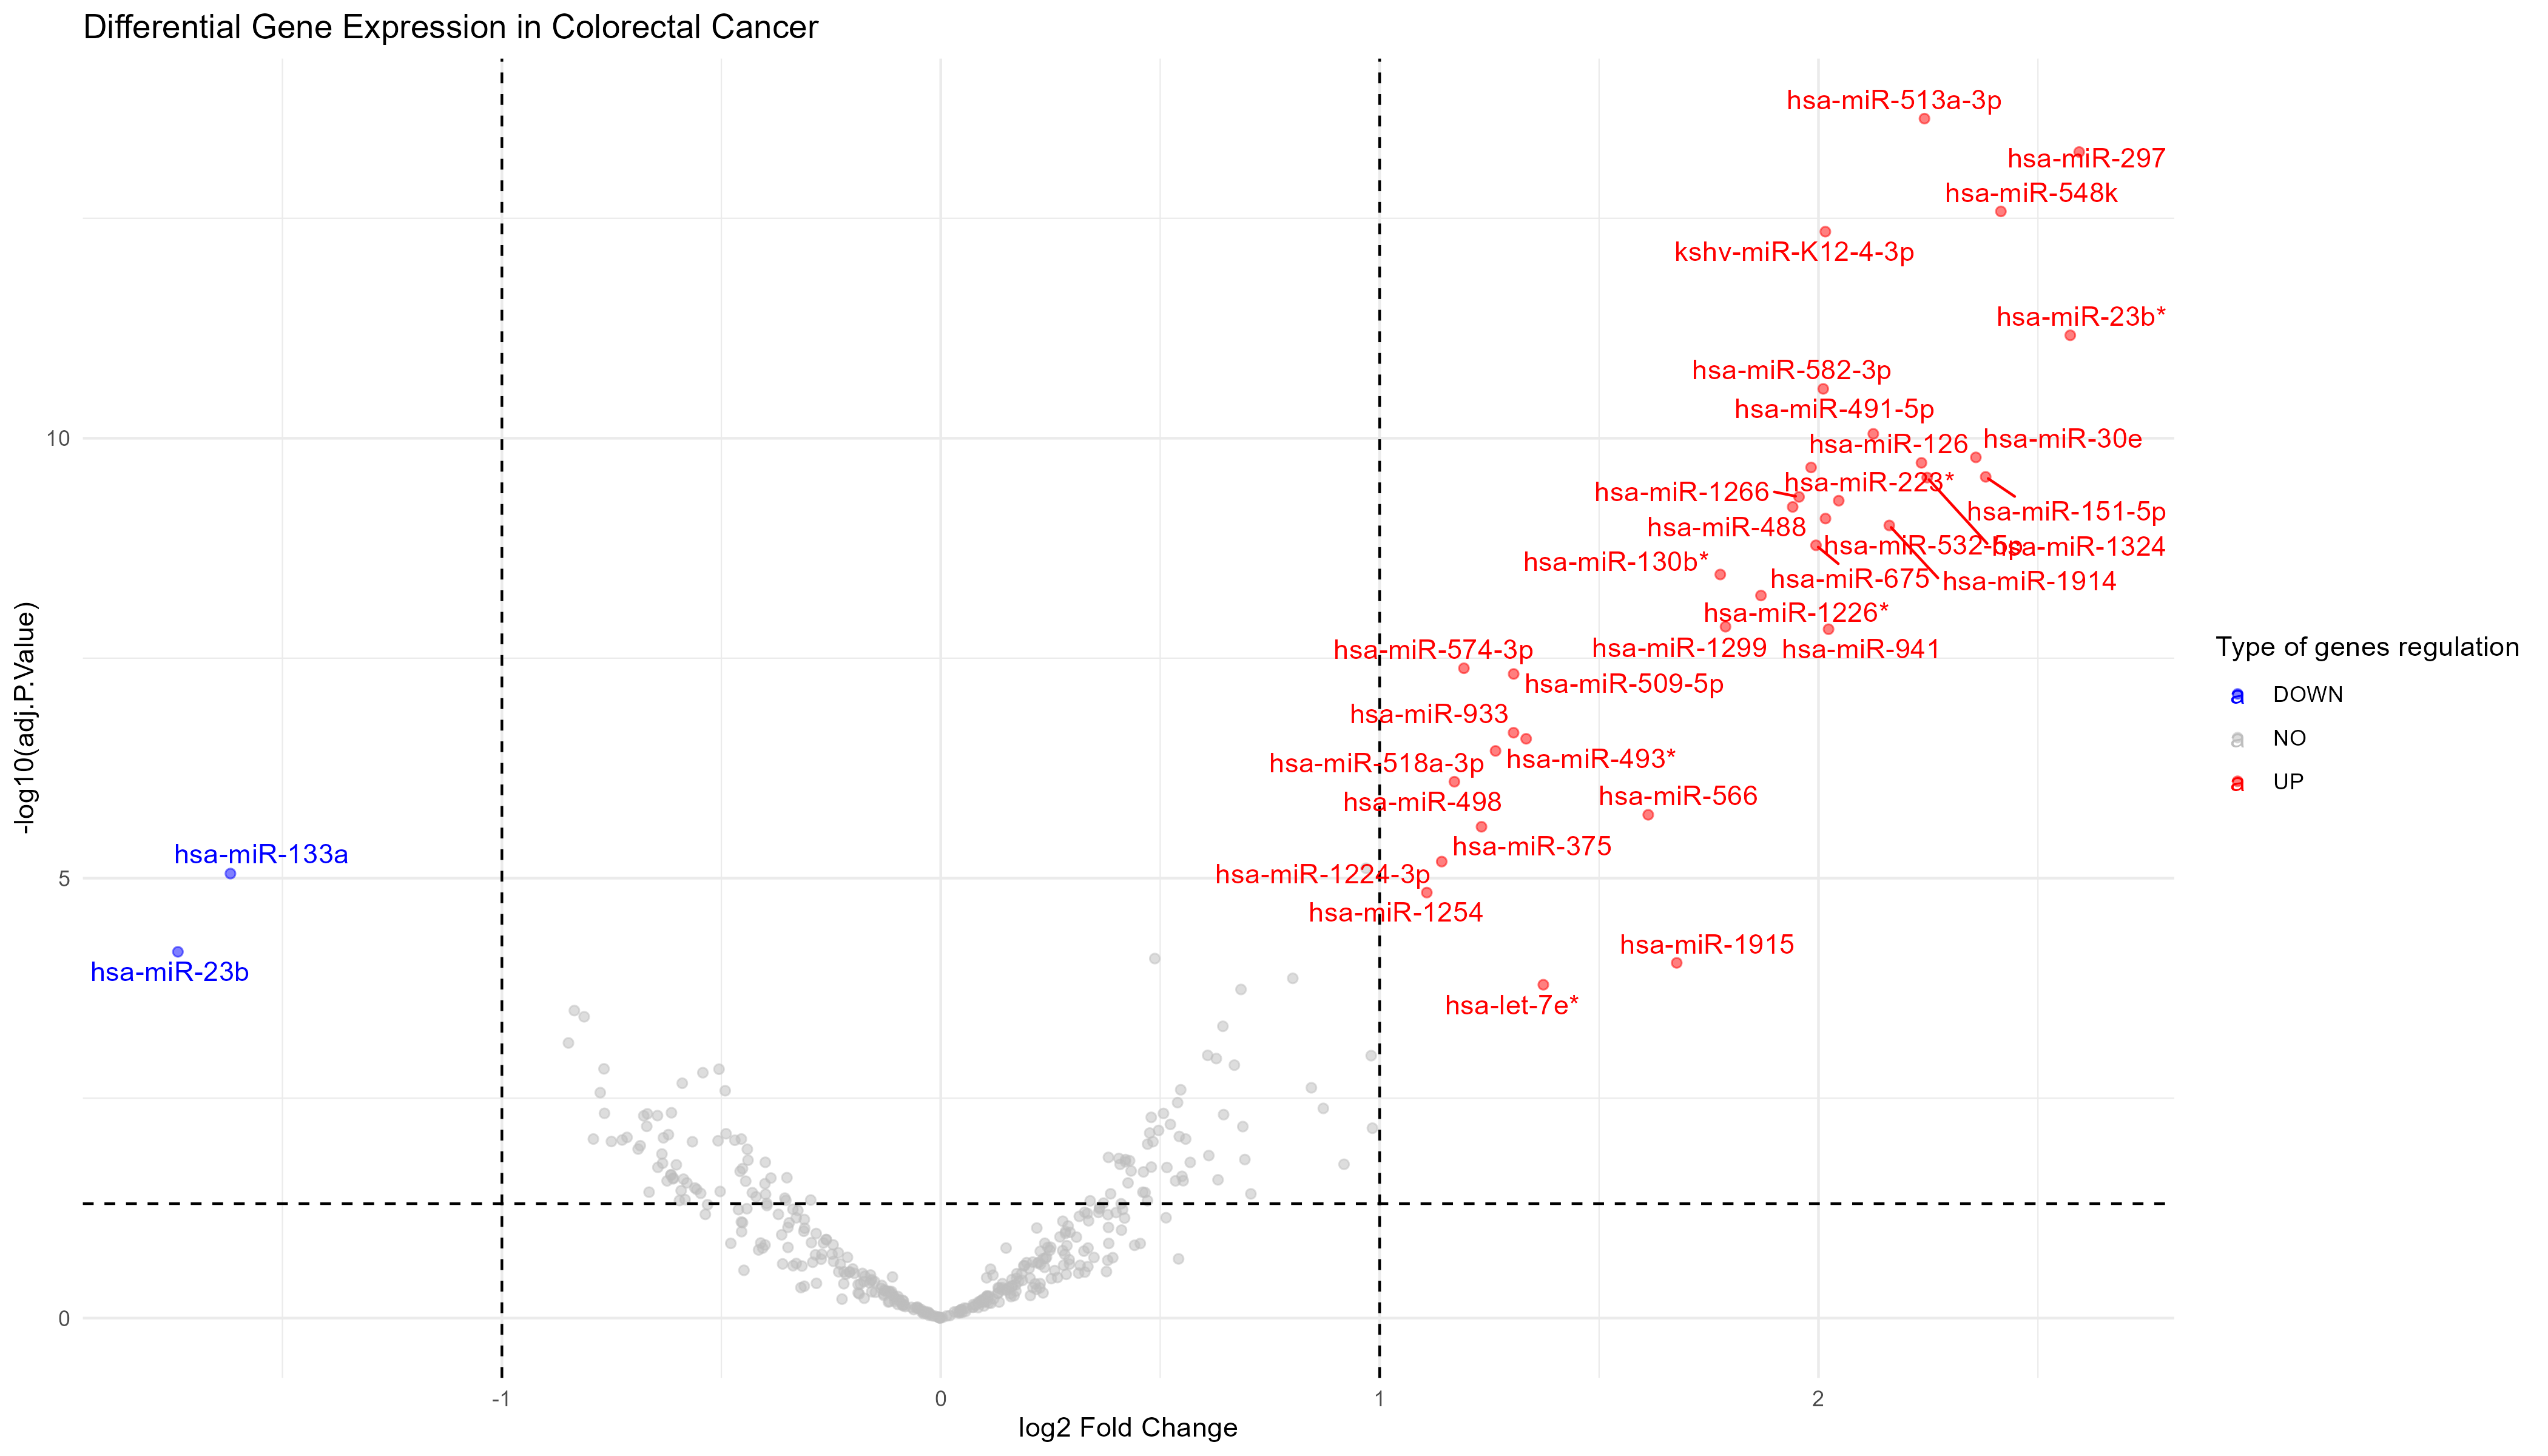 Differential Gene Expression in Colorectal Cancer
hsa-miR-513a-3p
hsa-miR-297
hsa-miR-548k
kshv-miR-K12-4-3p
hsa-miR-23b*
hsa-miR-582-3p
hsa-miR-491-5p
hsa-miR-126
hsa-miR-30e
hsa-miR-1266
hsa-miR-223*
hsa-miR-151-5p
hsa-miR-488
hsa-miR-532-5p
hsa-miR-1324
hsa-miR-130b*
hsa-miR-675
hsa-miR-1914
hsa-miR-1226*
hsa-miR-574-3p
hsa-miR-1299
hsa-miR-941
hsa-miR-509-5p
hsa-miR-933
hsa-miR-518a-3p
hsa-miR-493*
hsa-miR-498
hsa-miR-566
hsa-miR-375
hsa-miR-133a
hsa-miR-1224-3p
hsa-miR-1254
hsa-miR-23b
hsa-miR-1915
hsa-let-7e*
10
5
0
-log10(adj.P.Value)
-1
0
1
2
log2 Fold Change
Type of genes regulation
a DOWN
a NO
a UP